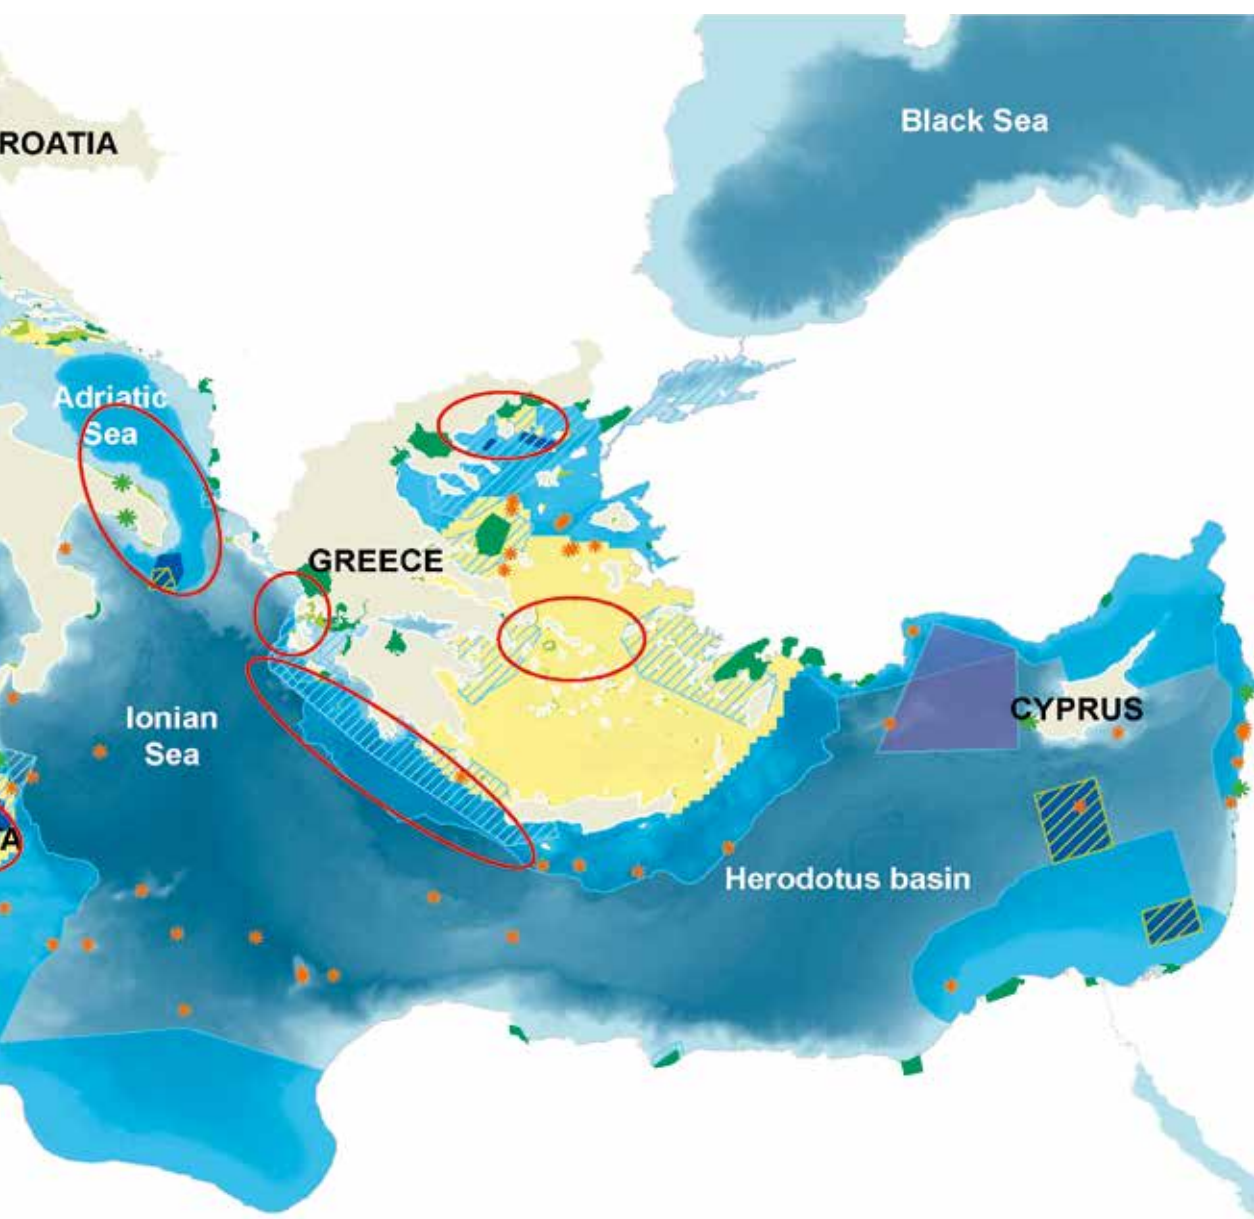 Black Sea
ROATIA
Adriatic
Sea
GREECE
Ionian
Sea
CYPRUS
A
Herodotus basin